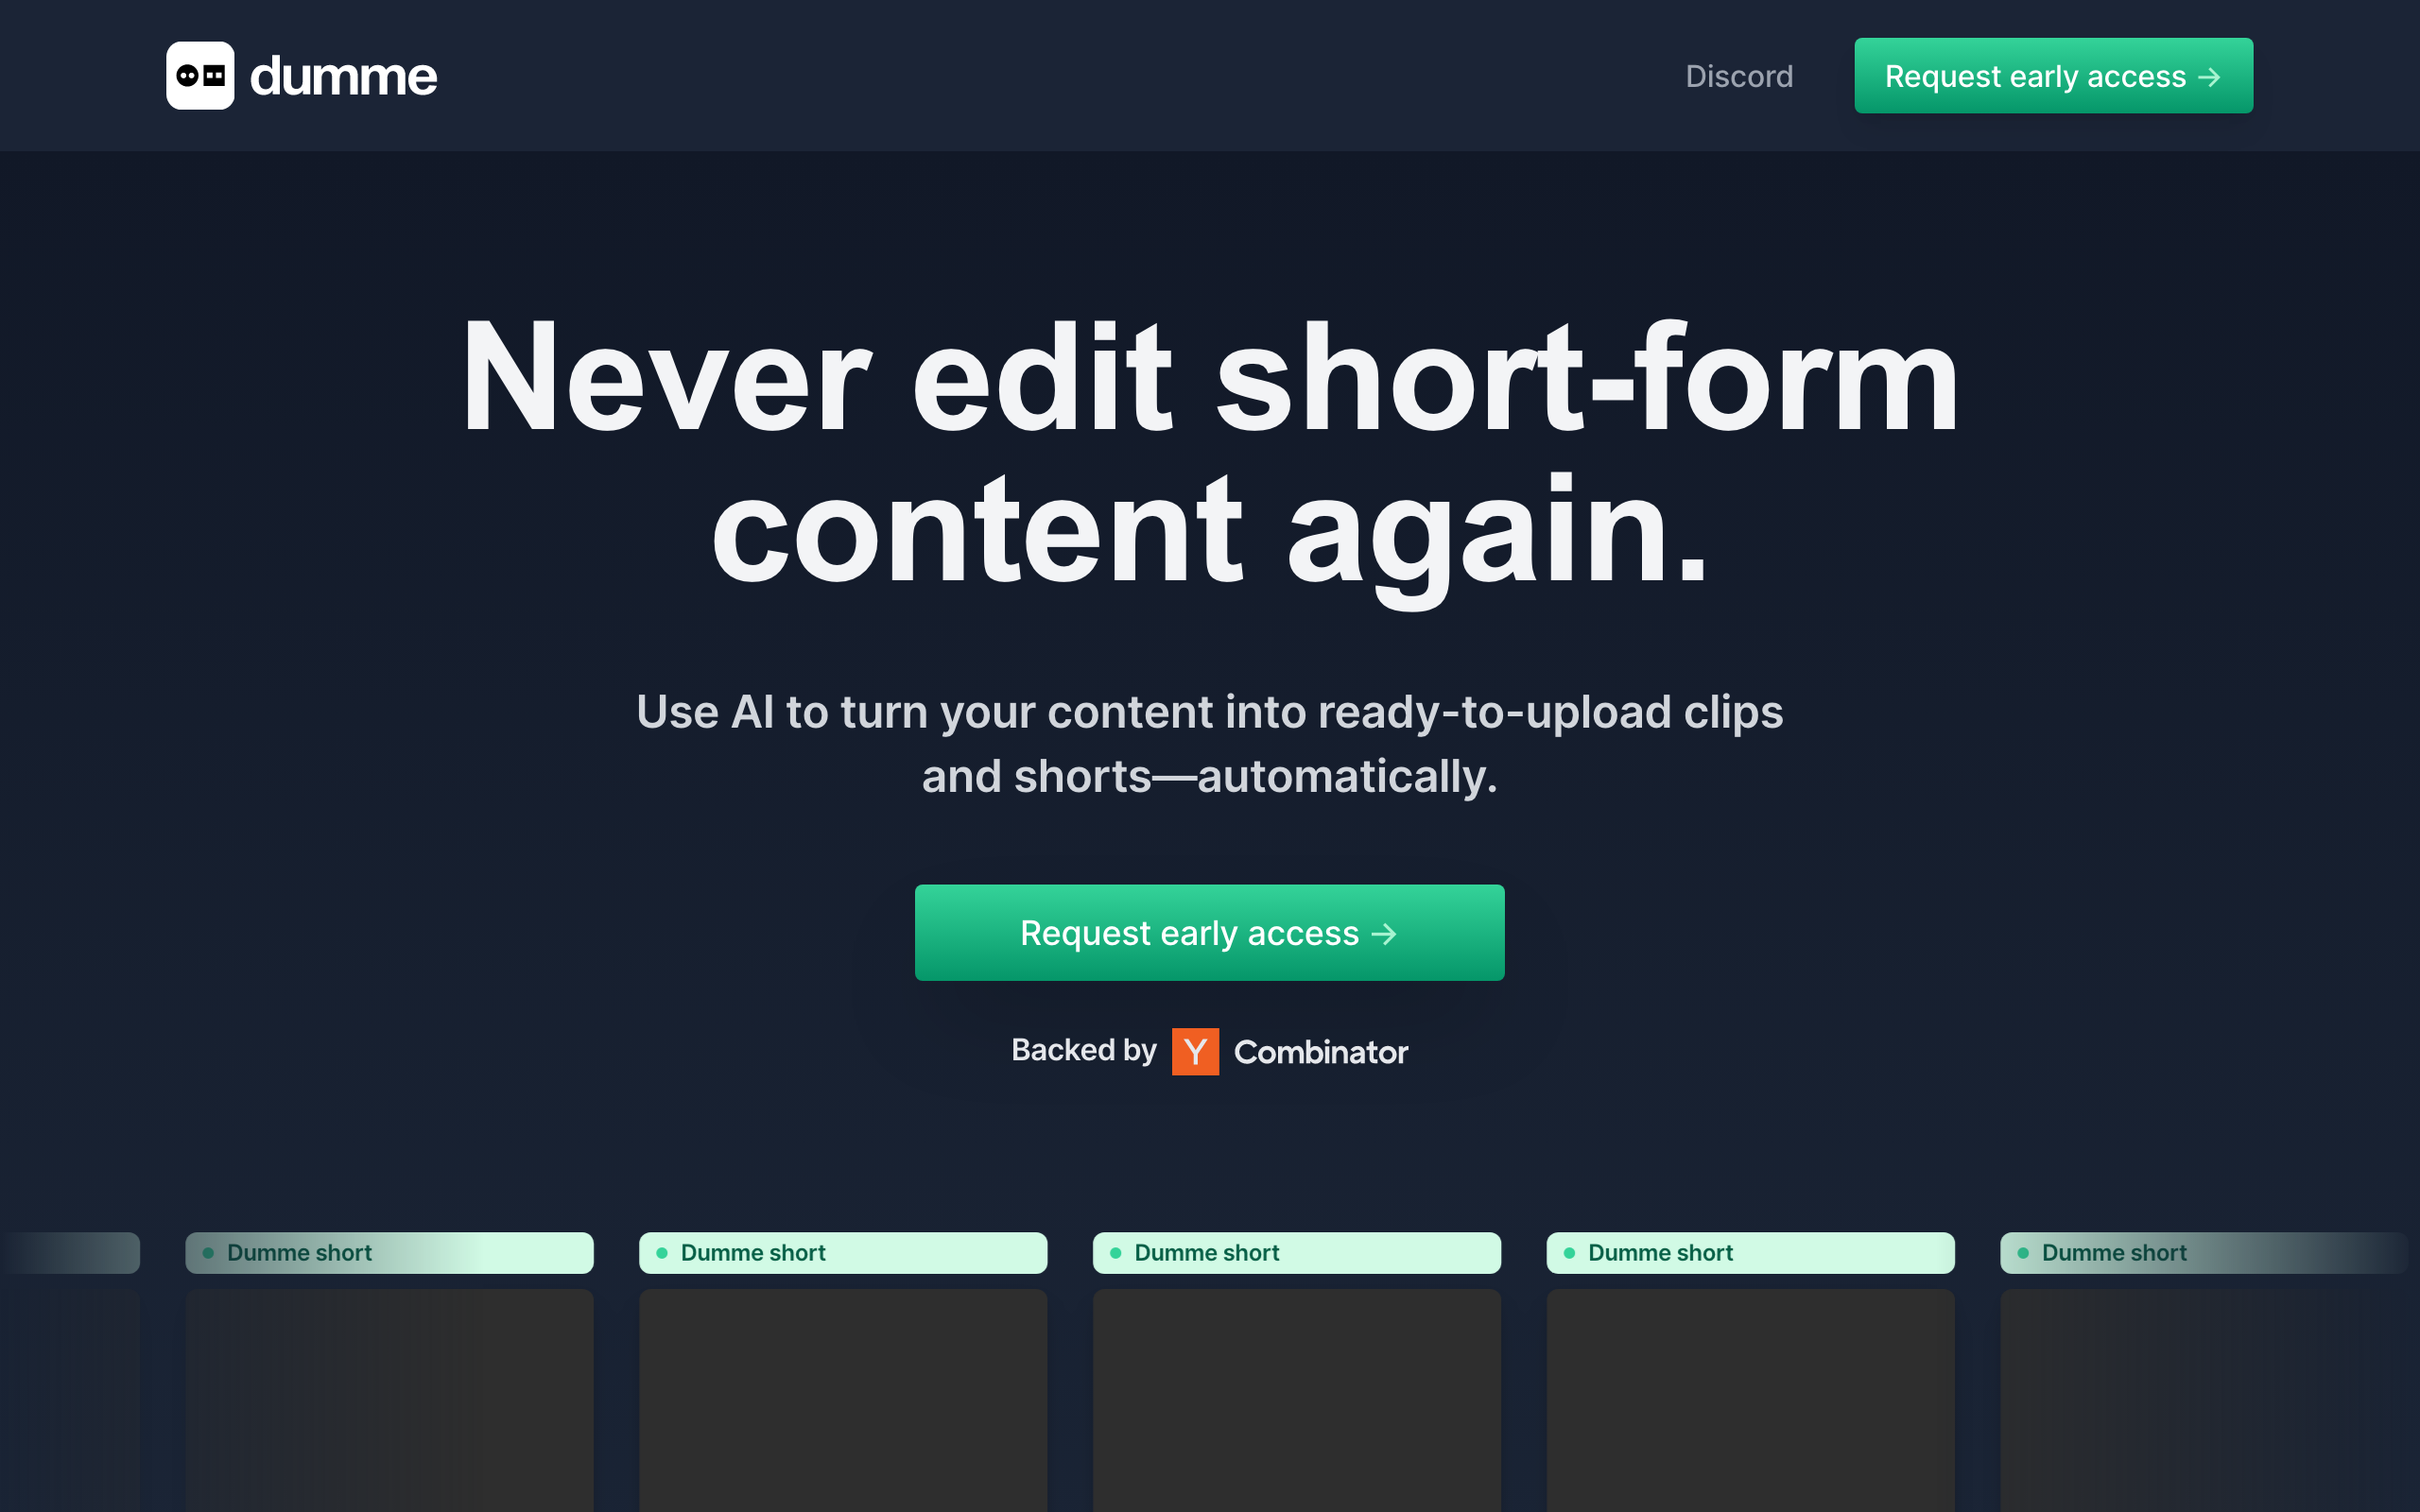 dumme
Discord
Request early access →
Never edit short-form
content again.
Use AI to turn your content into ready-to-upload clips
and shorts—automatically.
Request early access →
Backed by Y Combinator
Dumme short
Dumme short
Dumme short
Dumme short
Dumme short